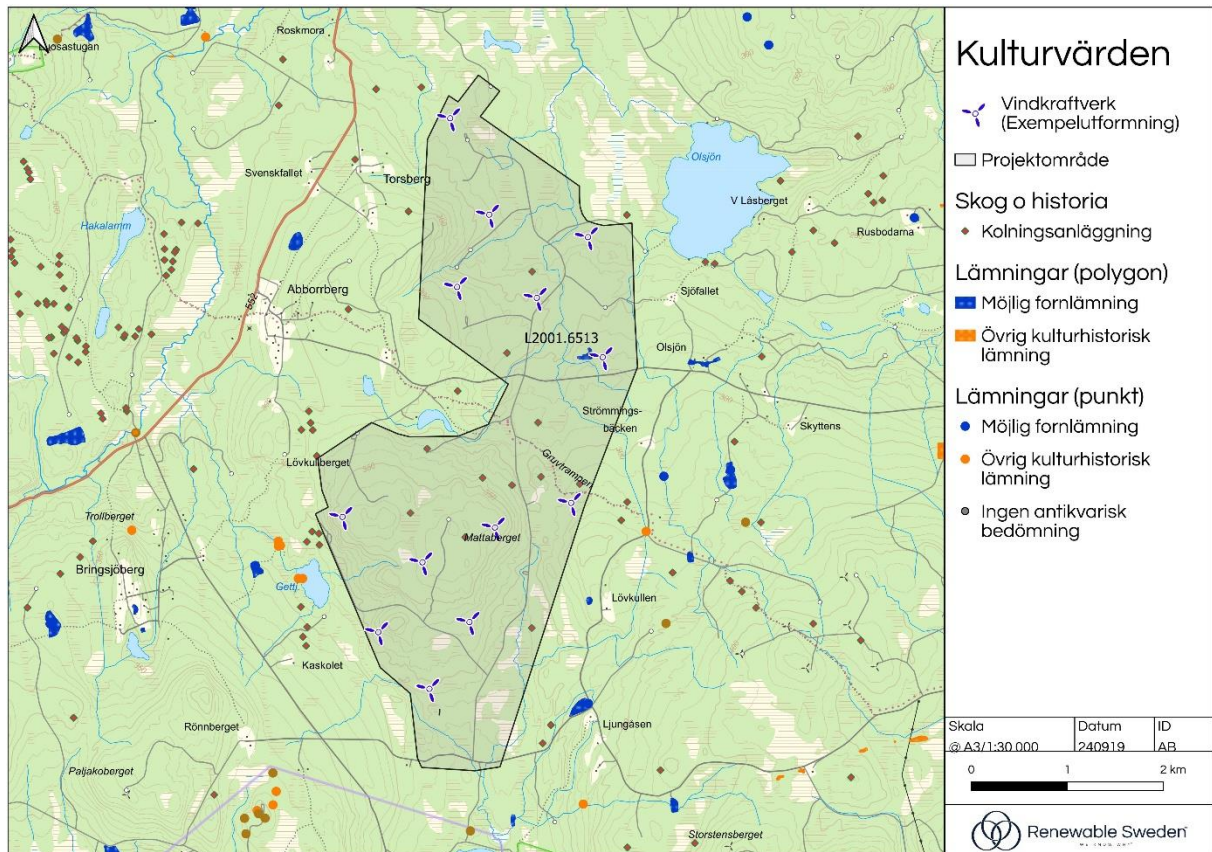 Roskmora
Luosastugan
Olsjön
Torsberg
Svenskfallet
V Låsberget
Hakalamm
Rusbodarna
Abborrberg
552
Sjöfallet
L2001.6513
Olsjön
Strömmings-
bäcken
Skyttens
Lövkullberget
Gruvtrampen
Trollberget
Mattaberget
Bringsjöberg
Lövkullen
Kaskolet
Rönnberget
Ljungåsen
Paljakoberget
Storstensberget
Kulturvärden
Vindkraftverk
(Exempelutformning)
Projektområde
Skog o historia
Kolningsanläggning
Lämningar (polygon)
Möjlig fornlämning
Övrig kulturhistorisk
lämning
Lämningar (punkt)
Möjlig fornlämning
Övrig kulturhistorisk
lämning
Ingen antikvarisk
bedömning
Skala Datum ID
@ A3/1:30 000 240919 AB
0 1 2 km
Renewable Sweden